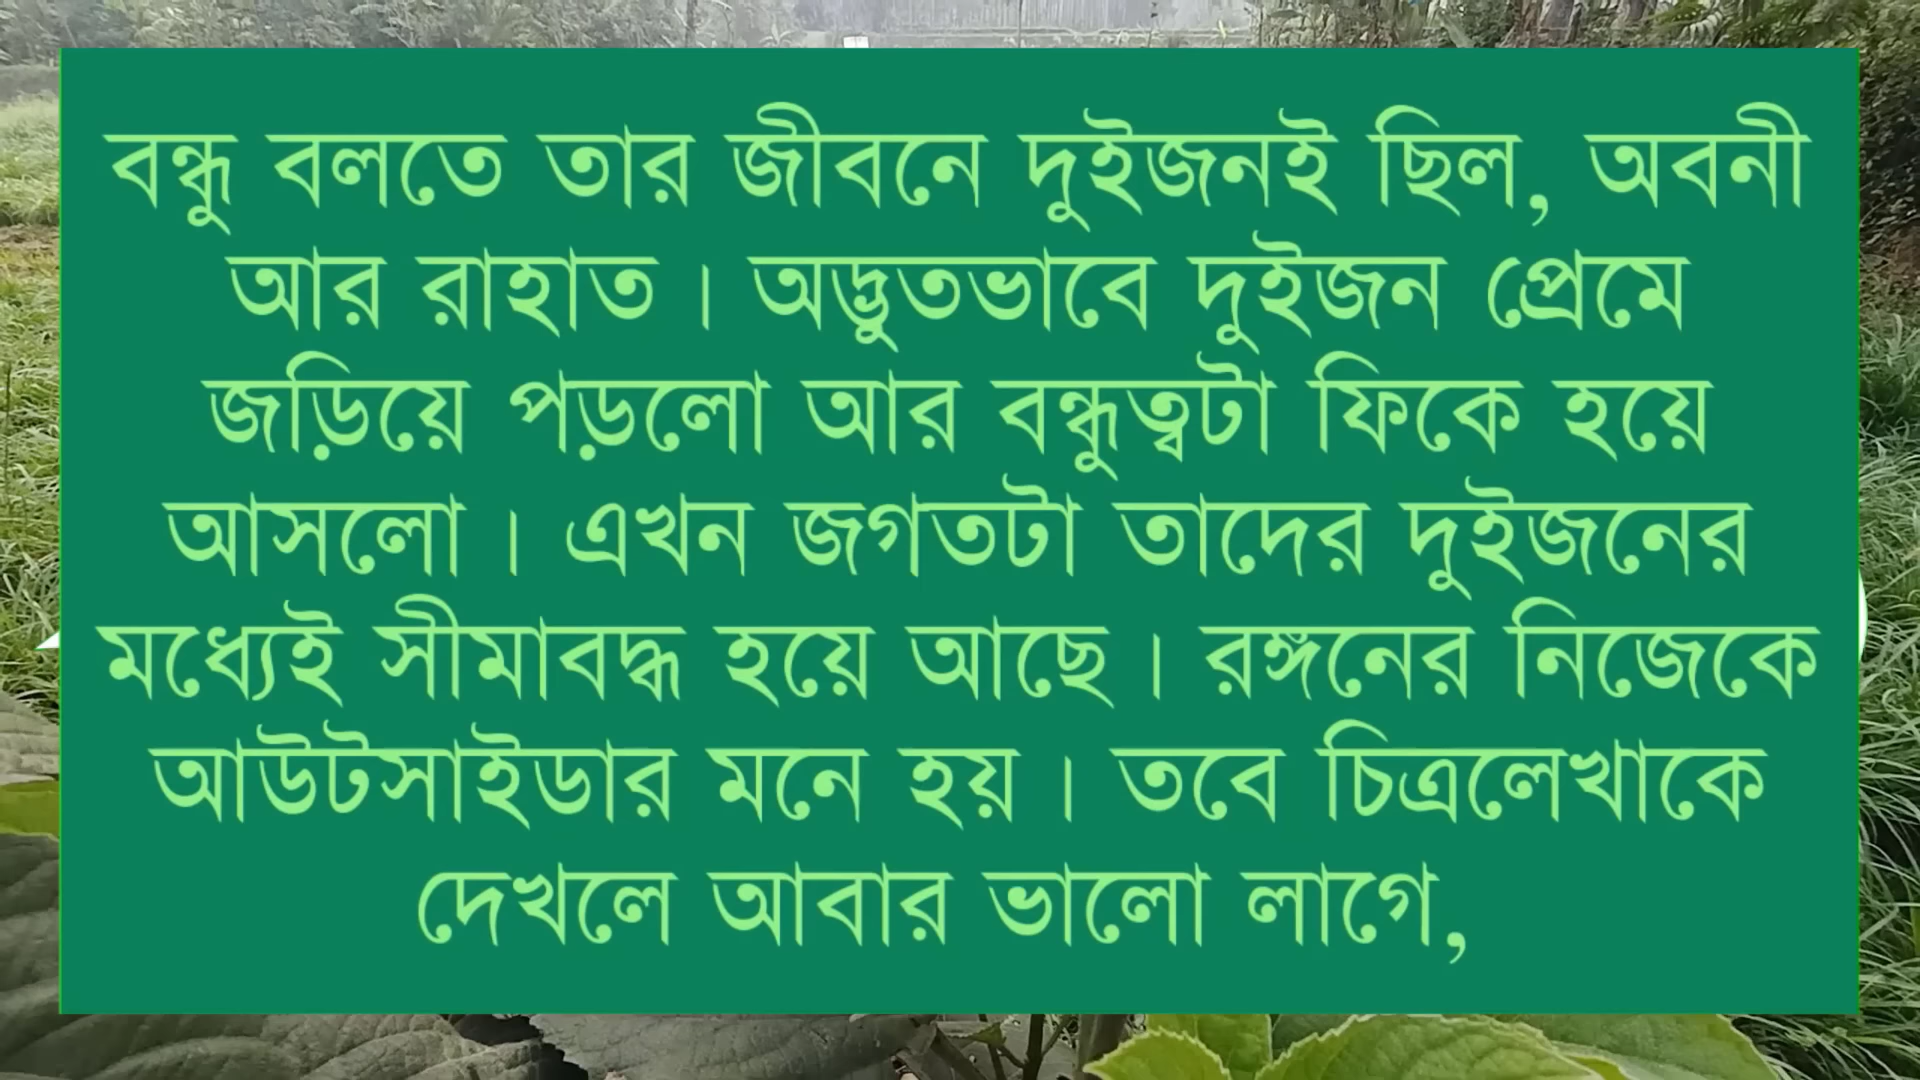 বন্ধু বলতে তার জীবনে দুইজনই ছিল, অবনী
আর রাহাত। অদ্ভুতভাবে দুইজন প্রেমে
জড়িয়ে পড়লো আর বন্ধুত্বটা ফিকে হয়ে
আসলো। এখন জগতটা তাদের দুইজনের
মধ্যেই সীমাবদ্ধ হয়ে আছে। রঙ্গনের নিজেকে
আউটসাইডার মনে হয়। তবে চিত্রলেখাকে
দেখলে আবার ভালো লাগে,